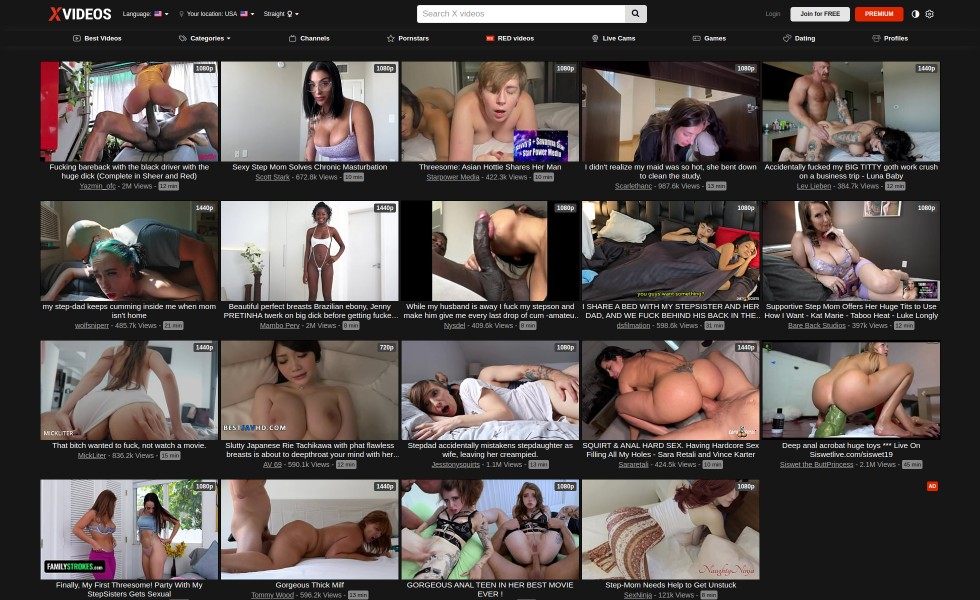 XVIDEOS
Language:
Your location: USA
Straight
Search X videos
Login
Join for FREE
PREMIUM
Best Videos
Categories
Channels
Pornstars
RED videos
Live Cams
Games
Dating
Profiles
1080p
1080p
1080p
1080p
1440p
Fucking bareback with the black driver with the
huge dick (Complete in Sheer and Red)
Yazmin_ofc - 2M Views - 12 min
Sexy Step Mom Solves Chronic Masturbation
Scott Stark - 672.6k Views - 10 min
Star Power Media
Threesome: Asian Hottie Shares Her Man
Starpower Media - 422.3k Views - 10 min
I didn't realize my maid was so hot, she bent down
to clean the study.
Scarlethanc - 987.6k Views - 13 min
Accidentally fucked my BIG TITTY goth work crush
on a business trip - Luna Baby
Lev Lieben - 384.7k Views - 12 min
1440p
1440p
1080p
1080p
1080p
my step-dad keeps cumming inside me when mom
isn't home
wolfsniperr - 485.7k Views - 21 min
Beautiful perfect breasts Brazilian ebony, Jenny
PRETINHA twerk on big dick before getting fucke...
Mambo Perv - 2M Views - 8 min
While my husband is away I fuck my stepson and
make him give me every last drop of cum -amateu...
Nysdel - 409.6k Views - 8 min
you guys want something?
I SHARE A BED WITH MY STEPSISTER AND HER
DAD, AND WE FUCK BEHIND HIS BACK IN THE...
dsfilmation - 598.6k Views - 31 min
Supportive Step Mom Offers Her Huge Tits to Use
How I Want - Kat Marie - Taboo Heat - Luke Longly
Bare Back Studios - 397k Views - 12 min
1440p
720p
1080p
1440p
MICKLITER
That bitch wanted to fuck, not watch a movie.
MickLiter - 836.2k Views - 15 min
BESTJAVHD.COM
Slutty Japanese Rie Tachikawa with phat flawless
breasts is about to deepthroat your mind with her...
AV 69 - 590.1k Views - 12 min
Stepdad accidentally mistakes stepdaughter as
wife, leaving her creampied.
Jesstonysquirts - 1.1M Views - 13 min
SQUIRT & ANAL HARD SEX. Having Hardcore Sex
Filling All My Holes - Sara Retali and Vince Karter
Sararetali - 424.5k Views - 10 min
Deep anal acrobat huge toys *** Live On
Siswetlive.com/siswet19
Siswet the ButtPrincess - 2.1M Views - 45 min
1080p
1440p
1080p
1080p
AD
FAMILYSTROKES.COM
Finally, My First Threesome! Party With My
StepSisters Gets Sexual
Gorgeous Thick Milf
Tommy Wood - 596.2k Views - 13 min
GORGEOUS ANAL TEEN IN HER BEST MOVIE
EVER !
NaughtyNinja
Step-Mom Needs Help to Get Unstuck
SexNinja - 121k Views - 8 min